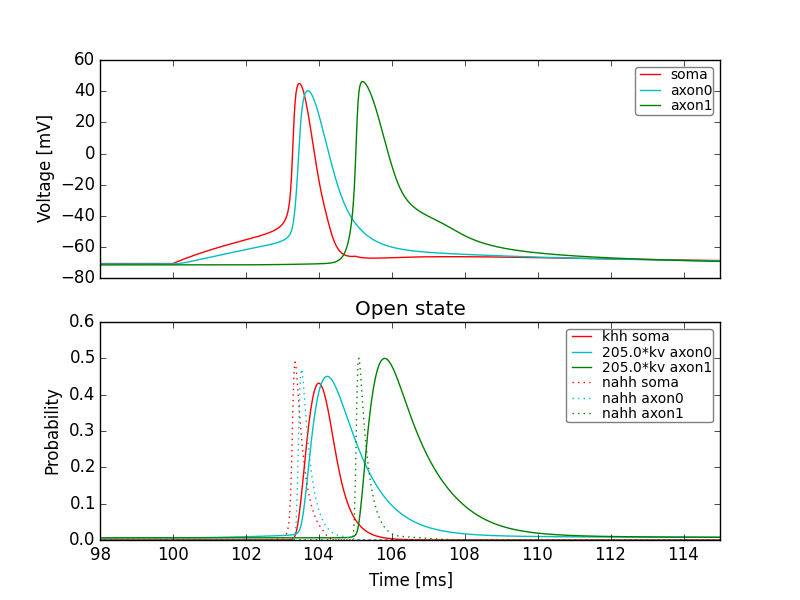 60
40
20
0
−20
−40
−60
−80
Voltage [mV]
soma
axon0
axon1
Open state
0.6
0.5
0.4
0.3
0.2
0.1
0.0
Probability
khh soma
205.0*kv axon0
205.0*kv axon1
nahh soma
nahh axon0
nahh axon1
98 100 102 104 106 108 110 112 114
Time [ms]